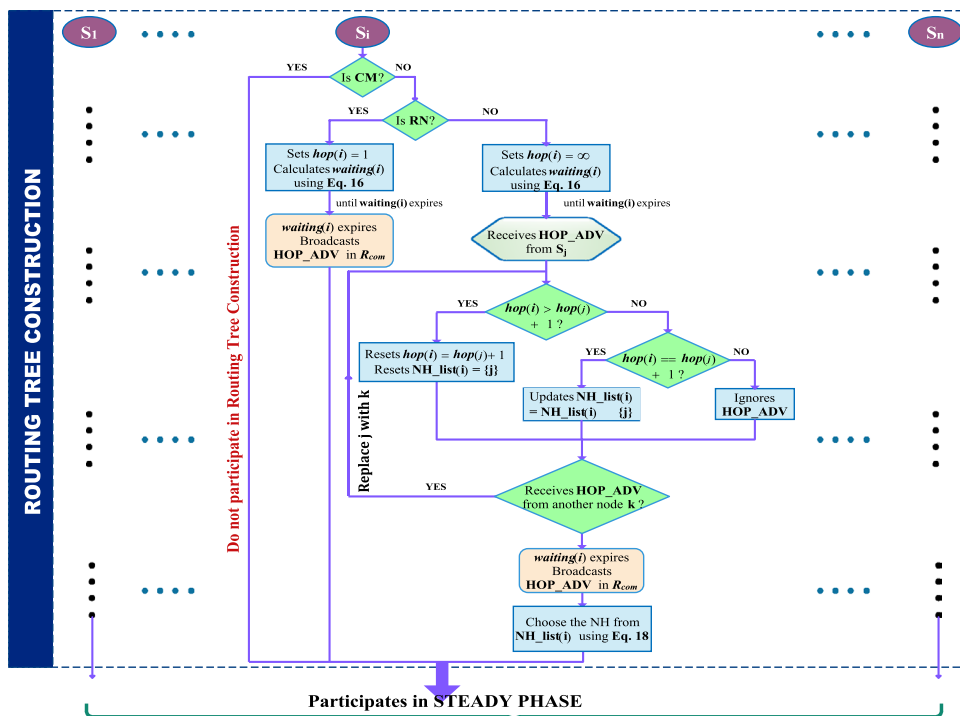 S1
Si
Sn
YES
NO
Is CM?
YES
NO
Is RN?
Sets hop(i) = 1
Calculates waiting(i)
using Eq. 16
Sets hop(i) = ∞
Calculates waiting(i)
using Eq. 16
until waiting(i) expires
until waiting(i) expires
waiting(i) expires
Broadcasts
HOP_ADV in Rcom
Receives HOP_ADV
from Sj
YES
NO
hop(i) > hop(j)
+ 1 ?
Resets hop(i) = hop(j)+ 1
Resets NH_list(i) = {j}
YES
NO
hop(i) == hop(j)
+ 1 ?
Updates NH_list(i)
= NH_list(i) {j}
Ignores
HOP_ADV
YES
Receives HOP_ADV
from another node k ?
waiting(i) expires
Broadcasts
HOP_ADV in Rcom
Choose the NH from
NH_list(i) using Eq. 18
ROUTING TREE CONSTRUCTION
Do not participate in Routing Tree Construction
Replace j with k
Participates in STEADY PHASE